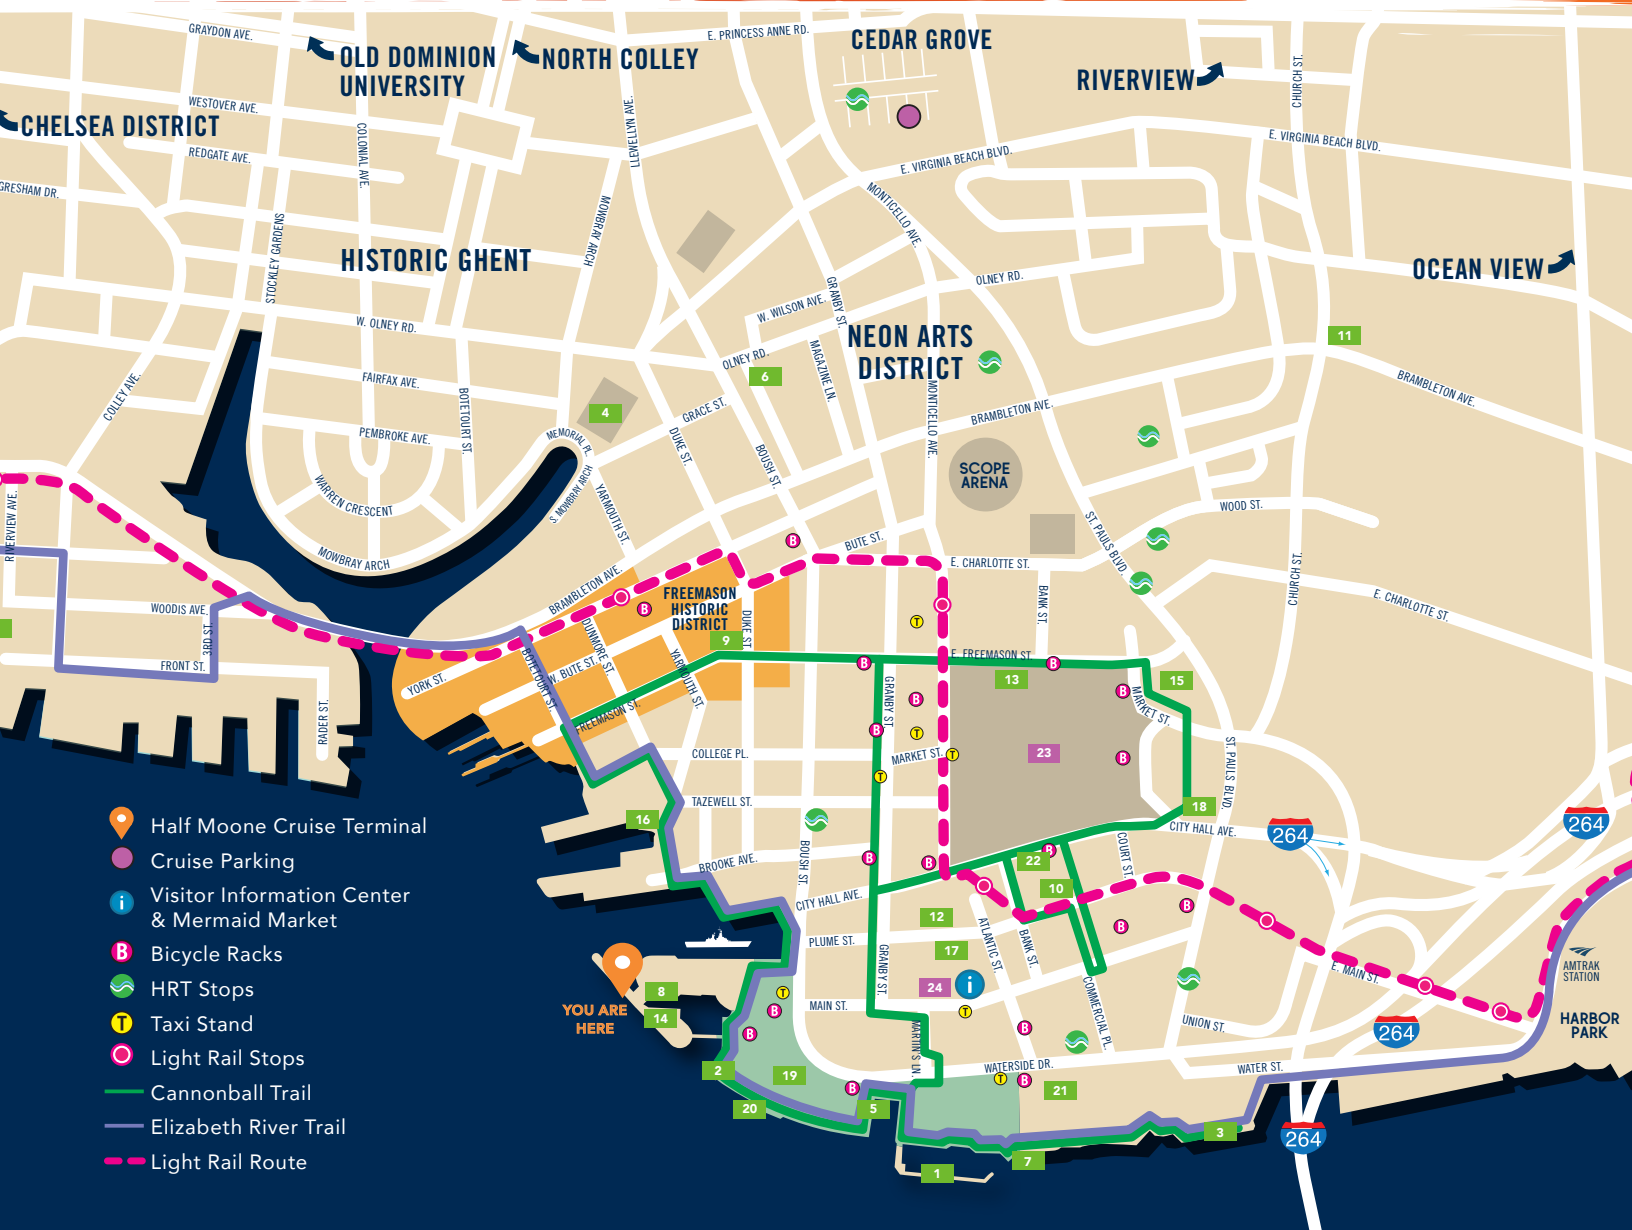 GRAYDON AVE.
OLD DOMINION
UNIVERSITY
NORTH COLLEY
E. PRINCESS ANNE RD.
CEDAR GROVE
RIVERVIEW
CHURCH ST.
WESTOVER AVE.
CHELSEA DISTRICT
REDGATE AVE.
GRESHAM DR.
COLONIAL AVE.
LLEWELLYN AVE.
E. VIRGINIA BEACH BLVD.
E. VIRGINIA BEACH BLVD.
MONTICELLO AVE.
MOWBRAY ARCH
STOCKLEY GARDENS
HISTORIC GHENT
OCEAN VIEW
OLNEY RD.
GRANBY ST.
W. WILSON AVE.
W. OLNEY RD.
NEON ARTS
DISTRICT
11
OLNEY RD.
MAGAZINE LN.
6
FAIRFAX AVE.
COLLEY AVE.
BOTETOURT ST.
MONTICELLO AVE.
BRAMBLETON AVE.
BRAMBLETON AVE.
4
GRACE ST.
PEMBROKE AVE.
MEMORIAL PL.
DUKE ST.
BOUSH ST.
SCOPE
ARENA
WARREN CRESCENT
S. MOWBRAY ARCH
YARMOUTH ST.
RIVERVIEW AVE.
WOOD ST.
ST. PAULS BLVD.
MOWBRAY ARCH
B
BUTE ST.
E. CHARLOTTE ST.
BRAMBLETON AVE.
CHURCH ST.
E. CHARLOTTE ST.
BANK ST.
FREEMASON
HISTORIC
DISTRICT
B
WOODIS AVE.
3RD ST.
DUNMORE ST.
DUKE ST.
T
9
FRONT ST.
W. BUTE ST.
YARMOUTH ST.
BOTETOURT ST.
YORK ST.
B
E. FREEMASON ST.
B
13
15
B
MARKET ST.
B
GRANBY ST.
RADER ST.
FREEMASON ST.
B
T
COLLEGE PL.
MARKET ST.
T
23
B
ST. PAULS BLVD.
T
TAZEWELL ST.
16
18
CITY HALL AVE.
264
264
Half Moone Cruise Terminal
Cruise Parking
i
Visitor Information Center
& Mermaid Market
B
Bicycle Racks
HRT Stops
T
Taxi Stand
Light Rail Stops
Cannonball Trail
Elizabeth River Trail
Light Rail Route
BROOKE AVE.
BOUSH ST.
B
B
22
B
COURT ST.
10
CITY HALL AVE.
12
B
B
PLUME ST.
17
ATLANTIC ST.
BANK ST.
GRANBY ST.
E. MAIN ST.
AMTRAK
STATION
24
i
COMMERCIAL PL.
8
T
B
MAIN ST.
T
YOU ARE
HERE
14
B
B
UNION ST.
264
HARBOR
PARK
MARTIN'S LN.
2
19
WATERSIDE DR.
WATER ST.
T
B
21
B
20
5
3
264
7
1